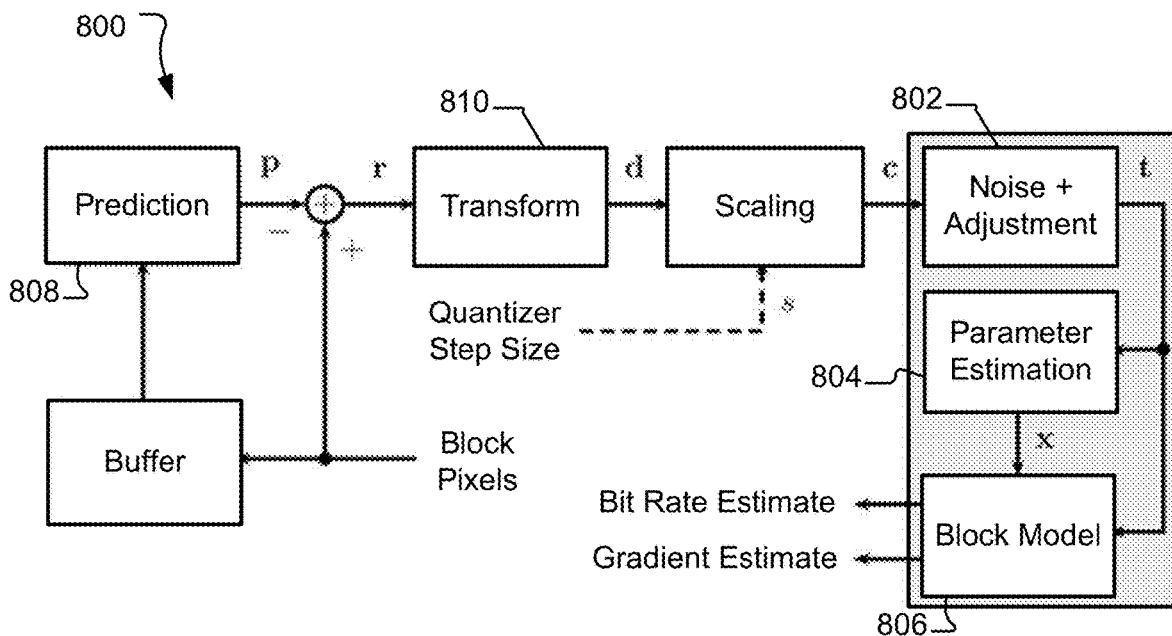 800
810
802
p
r
d
c
t
Prediction
+
Transform
Scaling
Noise +
Adjustment
−
+
808
Quantizer
Step Size
s
Parameter
Estimation
804
Buffer
Block
Pixels
x
Bit Rate Estimate
Gradient Estimate
Block Model
806